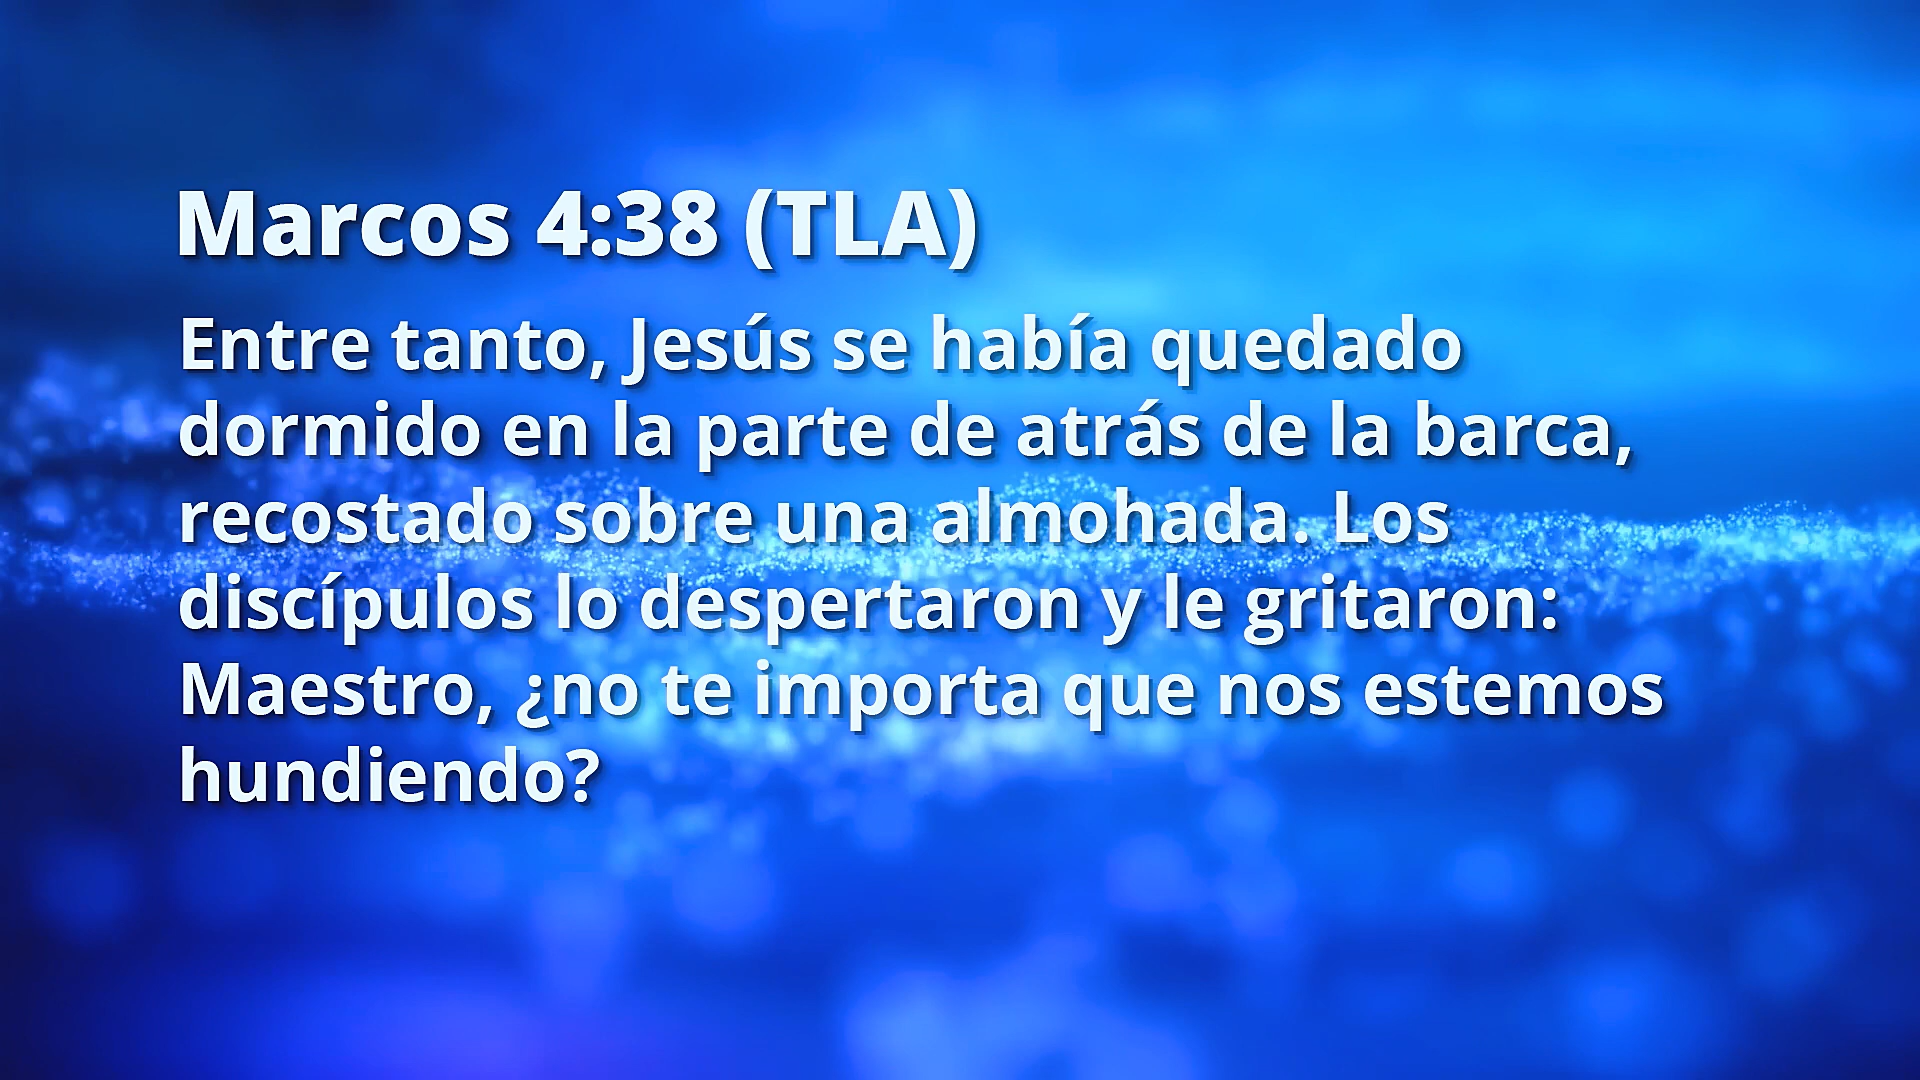 Marcos 4:38 (TLA)
Entre tanto, Jesús se había quedado
dormido en la parte de atrás de la barca,
recostado sobre una almohada. Los
discípulos lo despertaron y le gritaron:
Maestro, ¿no te importa que nos estemos
hundiendo?